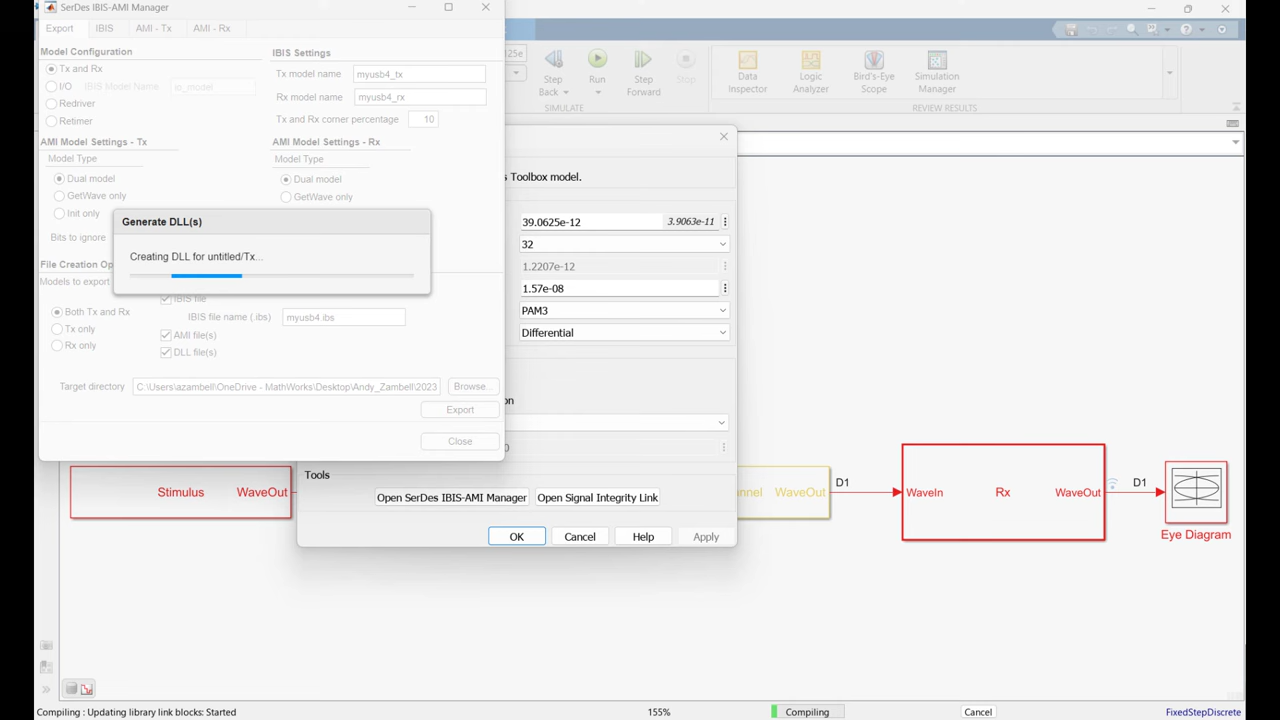 SerDes IBIS-AMI Manager
Export IBIS AMI - Tx AMI - Rx
Model Configuration
Tx and Rx
I/O IBIS Model Name io_model
Redriver
Retimer
IBIS Settings
Tx model name myusb4_tx
Rx model name myusb4_rx
Tx and Rx corner percentage 10
AMI Model Settings - Tx
Model Type
Dual model
GetWave only
Init only
Bits to ignore
AMI Model Settings - Rx
Model Type
Dual model
GetWave only
Generate DLL(s)
Creating DLL for untitled/Tx...
File Creation Op
Models to export
Both Tx and Rx
Tx only
Rx only
IBIS file
IBIS file name (.ibs) myusb4.ibs
AMI file(s)
DLL file(s)
Target directory C:\Users\azambell\OneDrive - MathWorks\Desktop\Andy_Zambell\2023 Browse...
Export
Close
25e
Step Back
Run
Step Forward
Stop
SIMULATE
Data Inspector
Logic Analyzer
Bird's-Eye Scope
Simulation Manager
REVIEW RESULTS
s Toolbox model.
39.0625e-12 3.9063e-11
32
1.2207e-12
1.57e-08
PAM3
Differential
on
0
Tools
Open SerDes IBIS-AMI Manager Open Signal Integrity Link
OK Cancel Help Apply
Stimulus WaveOut
nnel WaveOut
D1
WaveIn Rx WaveOut
D1
Eye Diagram
Compiling : Updating library link blocks: Started 155% Compiling Cancel FixedStepDiscrete